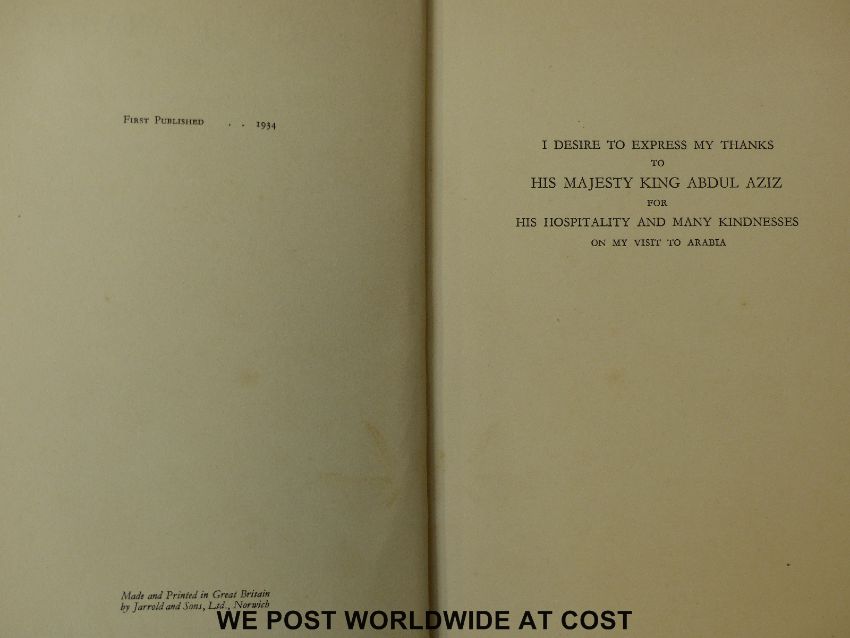 First Published . . 1934
Made and Printed in Great Britain
by Jarrold and Sons, Ltd., Norwich
I DESIRE TO EXPRESS MY THANKS
TO
HIS MAJESTY KING ABDUL AZIZ
FOR
HIS HOSPITALITY AND MANY KINDNESSES
ON MY VISIT TO ARABIA
WE POST WORLDWIDE AT COST